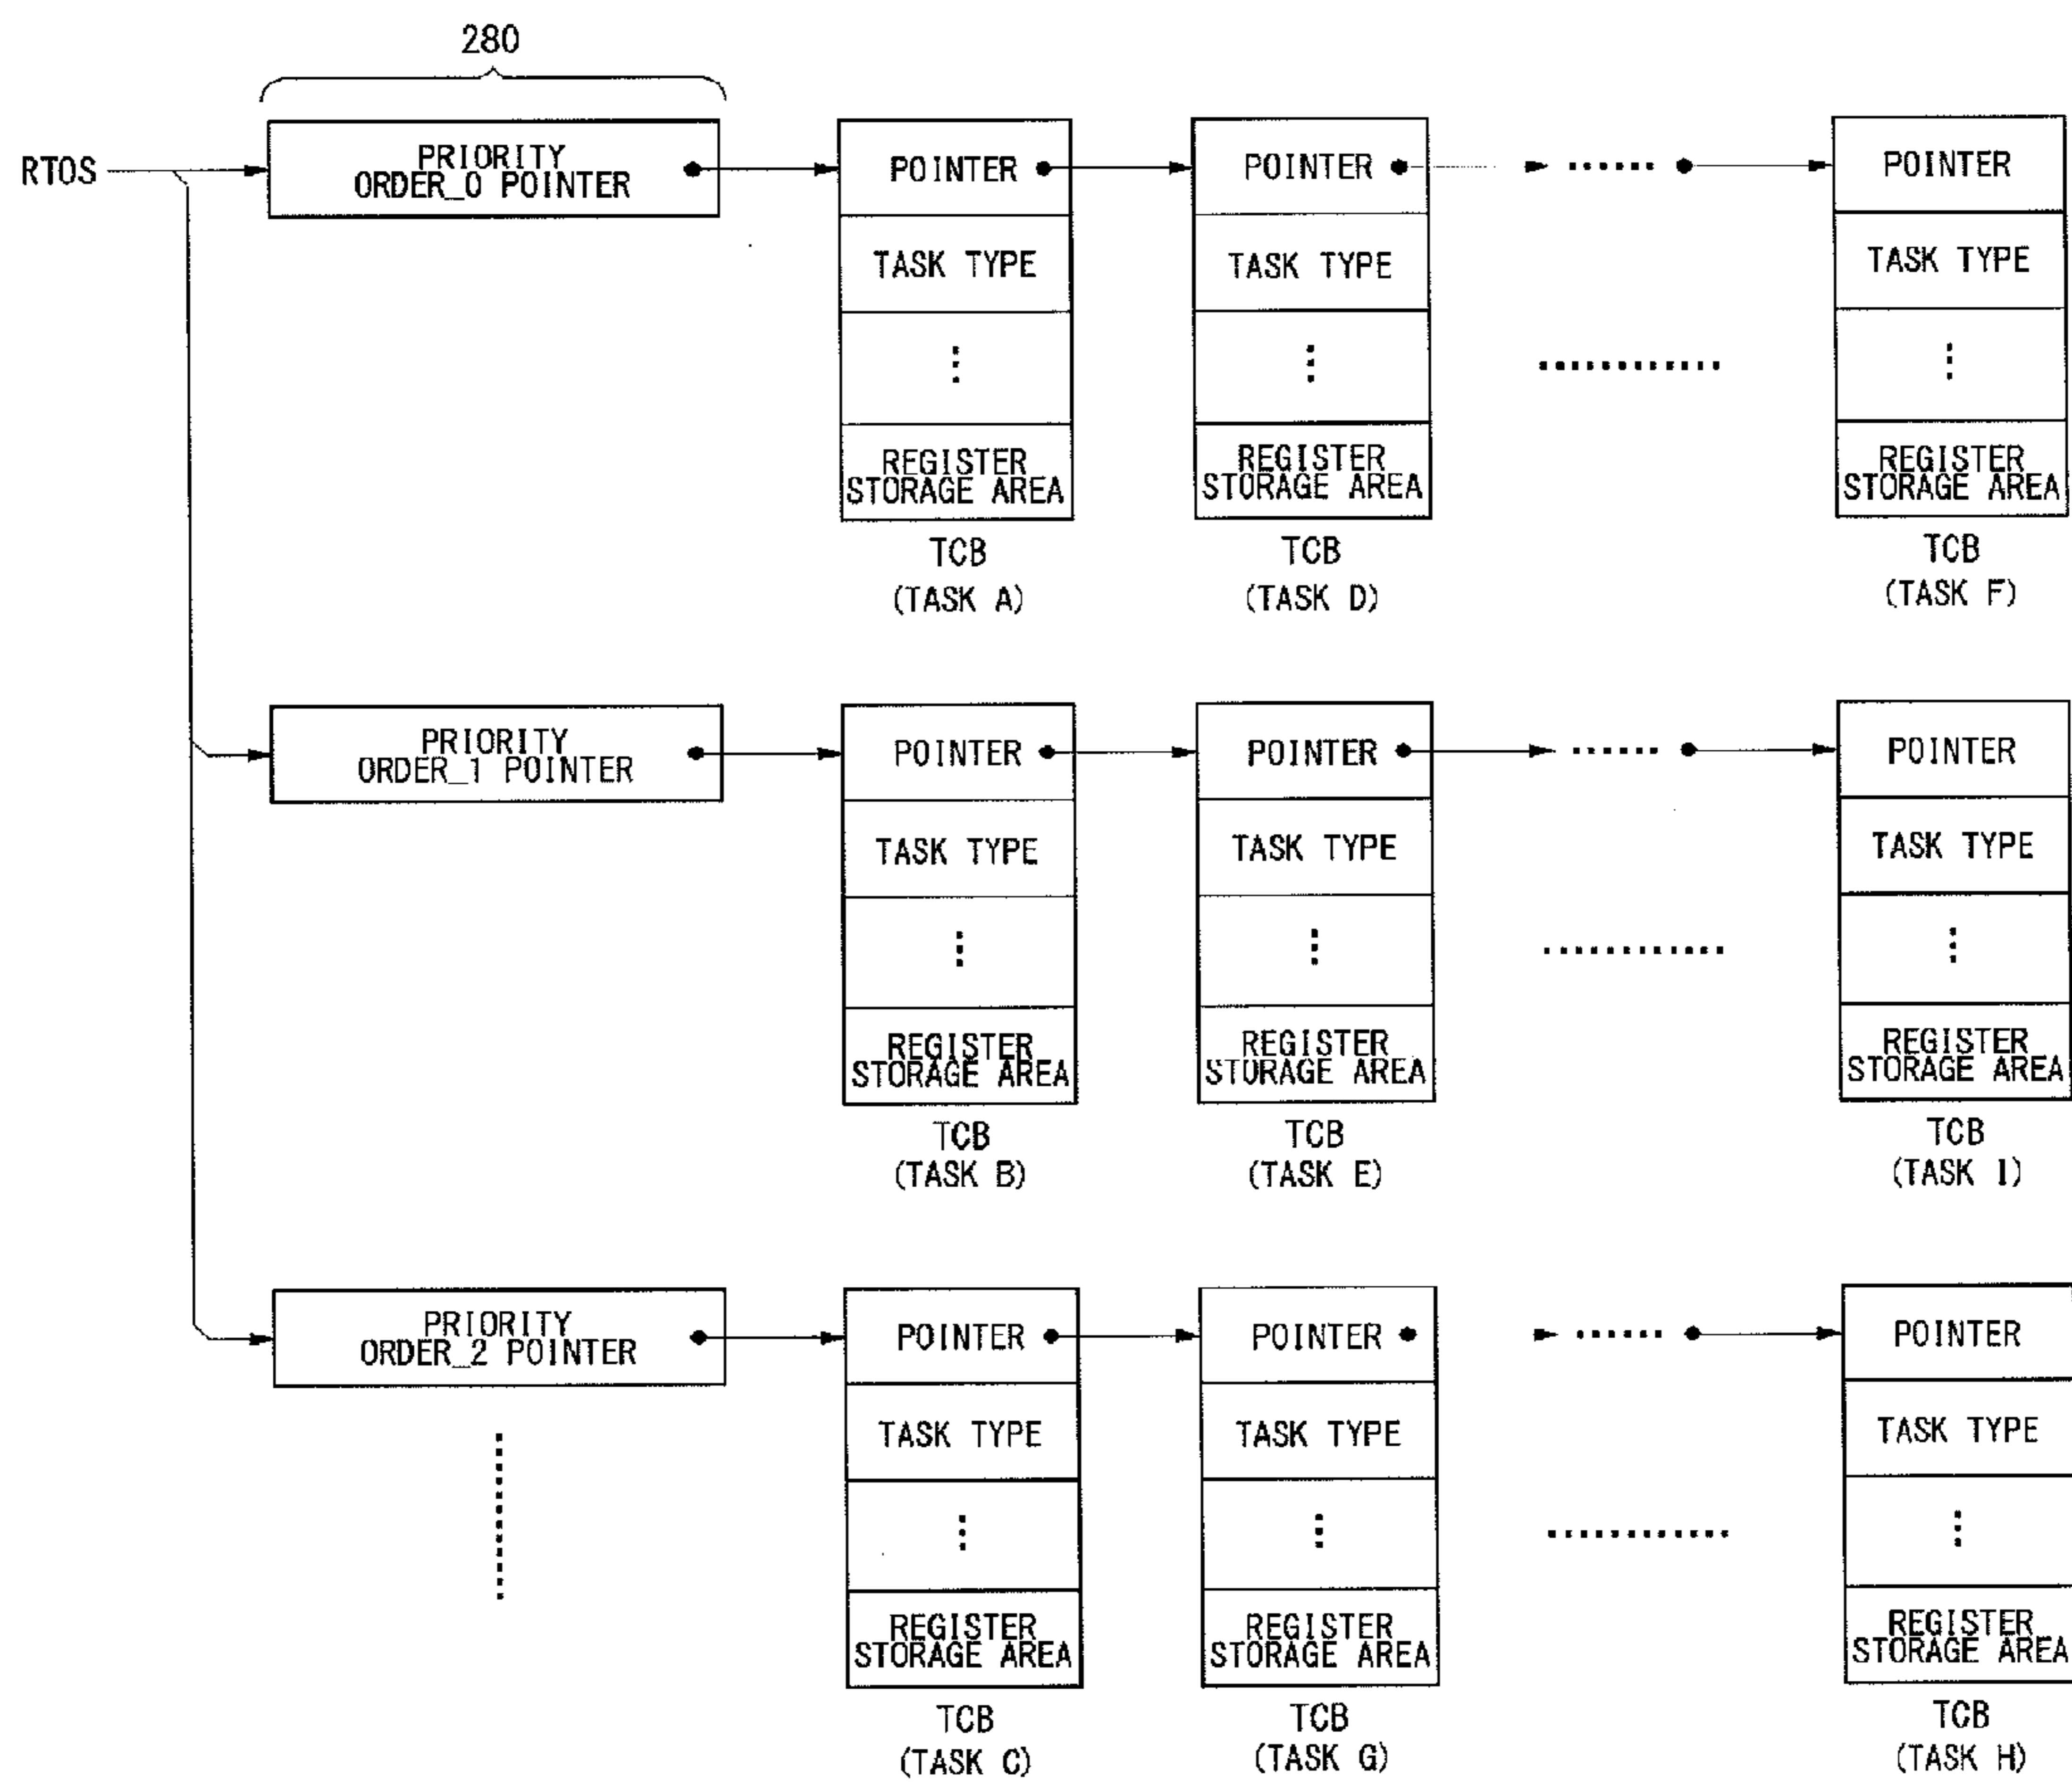 280
RTOS
PRIORITY
ORDER_0 POINTER
POINTER
POINTER
POINTER
TASK TYPE
TASK TYPE
TASK TYPE
REGISTER
STORAGE AREA
REGISTER
STORAGE AREA
REGISTER
STORAGE AREA
TCB
(TASK A)
TCB
(TASK D)
TCB
(TASK F)
PRIORITY
ORDER_1 POINTER
POINTER
POINTER
POINTER
TASK TYPE
TASK TYPE
TASK TYPE
REGISTER
STORAGE AREA
REGISTER
STORAGE AREA
REGISTER
STORAGE AREA
TCB
(TASK B)
TCB
(TASK E)
TCB
(TASK I)
PRIORITY
ORDER_2 POINTER
POINTER
POINTER
POINTER
TASK TYPE
TASK TYPE
TASK TYPE
REGISTER
STORAGE AREA
REGISTER
STORAGE AREA
REGISTER
STORAGE AREA
TCB
(TASK C)
TCB
(TASK G)
TCB
(TASK H)